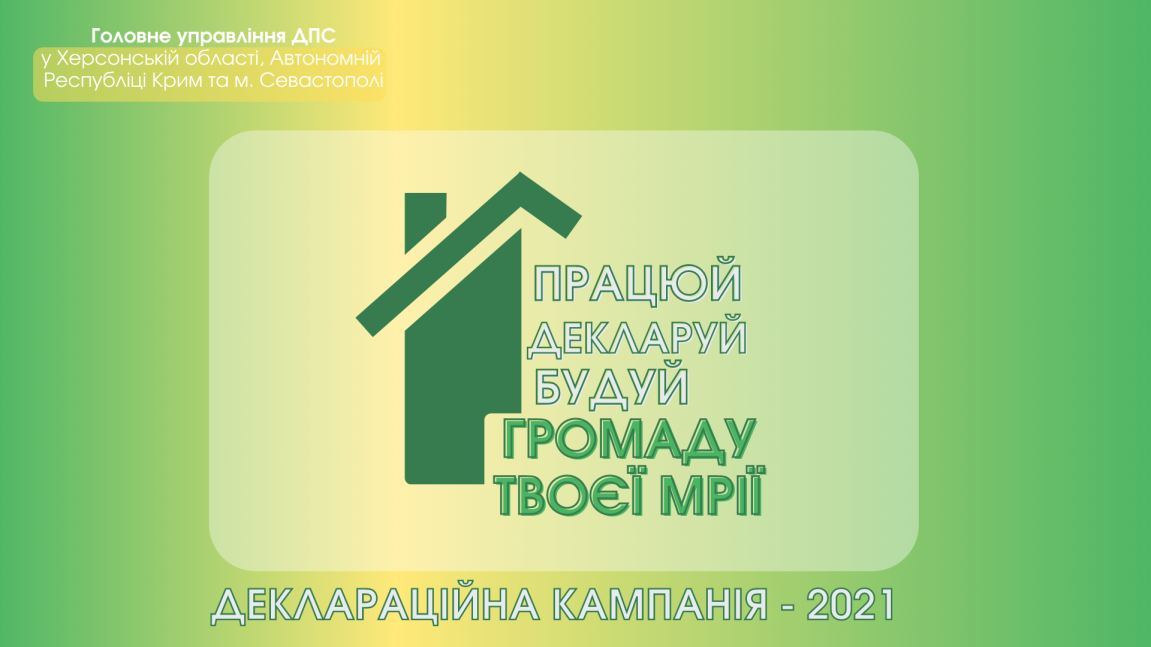 Головне управління ДПС
у Херсонській області, Автономній
Республіці Крим та м. Севастополі
ПРАЦЮЙ
ДЕКЛАРУЙ
БУДУЙ
ГРОМАДУ
ТВОЄЇ МРІЇ
ДЕКЛАРАЦІЙНА КАМПАНІЯ - 2021